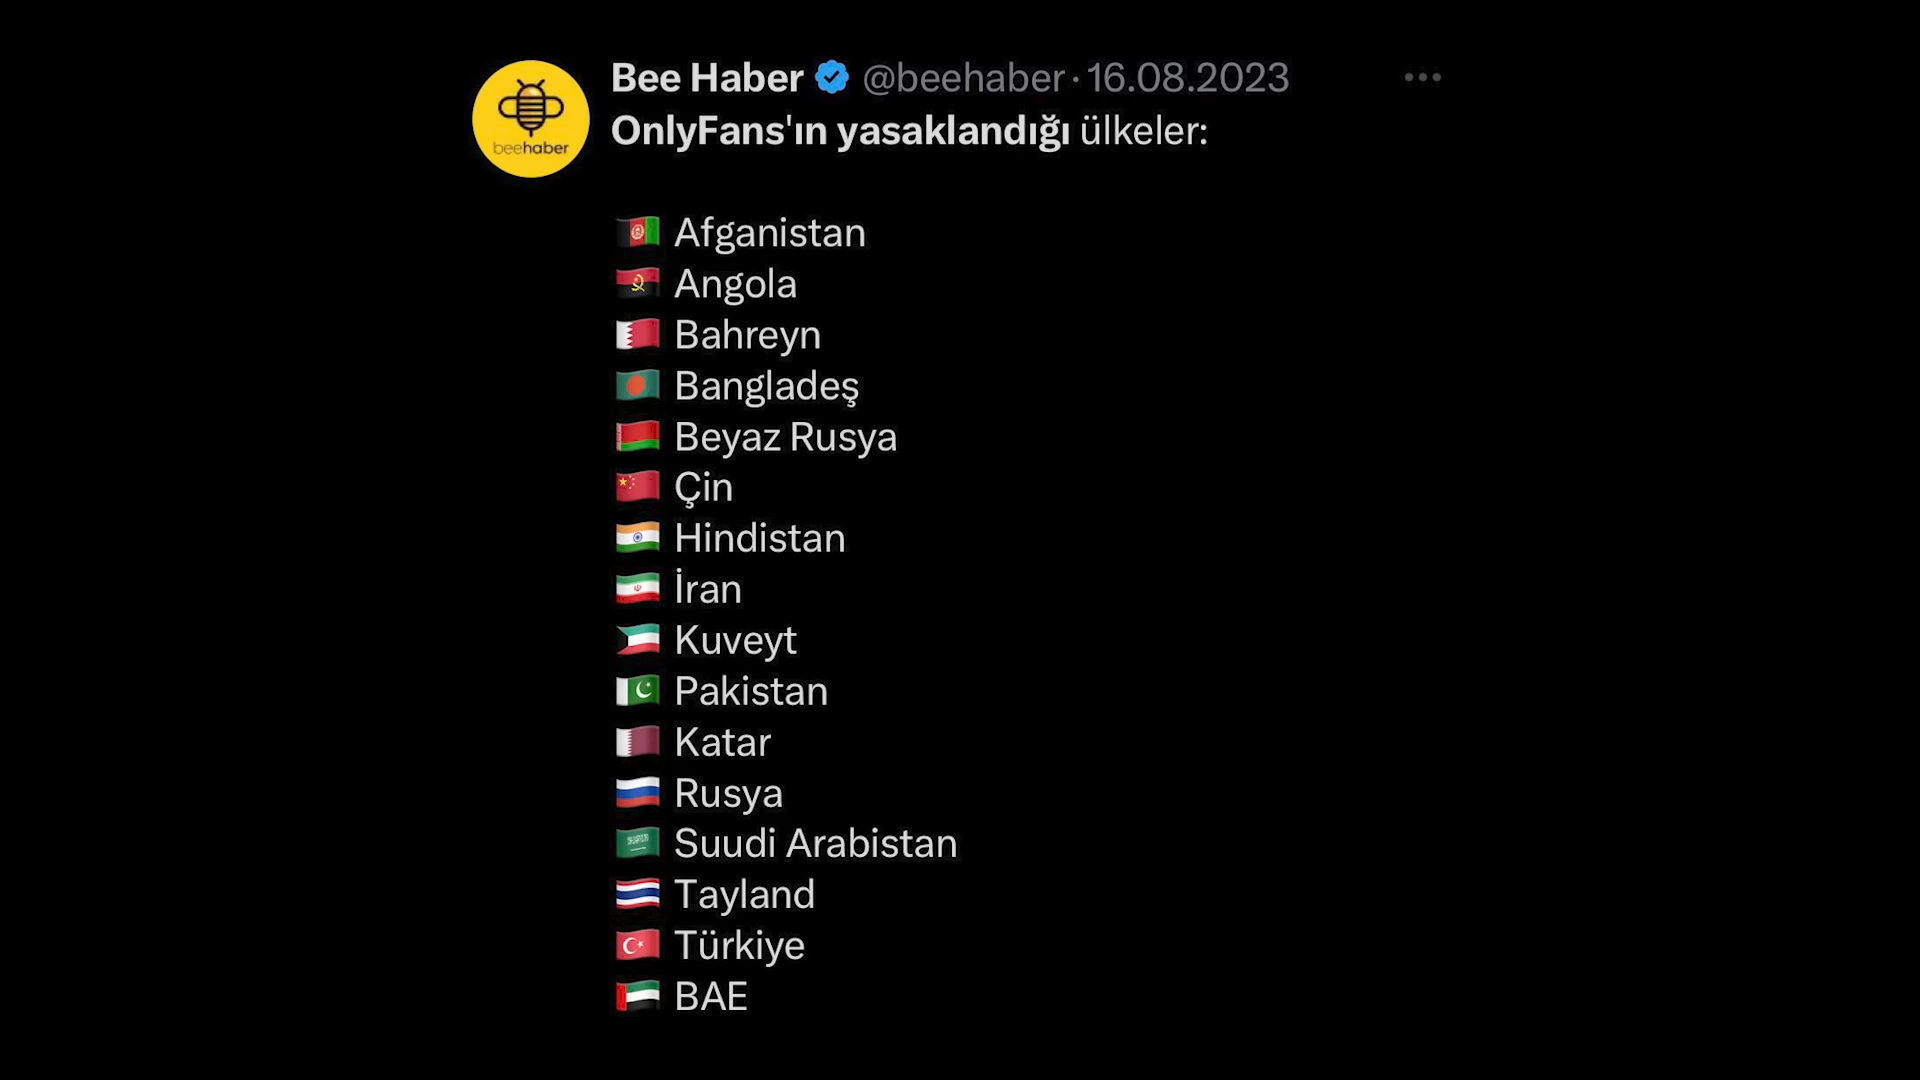 Bee Haber @beehaber · 16.08.2023
OnlyFans'ın yasaklandığı ülkeler:
beehaber
🇦🇫 Afganistan
🇦🇴 Angola
🇧🇭 Bahreyn
🇧🇩 Bangladeş
🇧🇾 Beyaz Rusya
🇨🇳 Çin
🇮🇳 Hindistan
🇮🇷 İran
🇰🇼 Kuveyt
🇵🇰 Pakistan
🇶🇦 Katar
🇷🇺 Rusya
🇸🇦 Suudi Arabistan
🇹🇭 Tayland
🇹🇷 Türkiye
🇦🇪 BAE